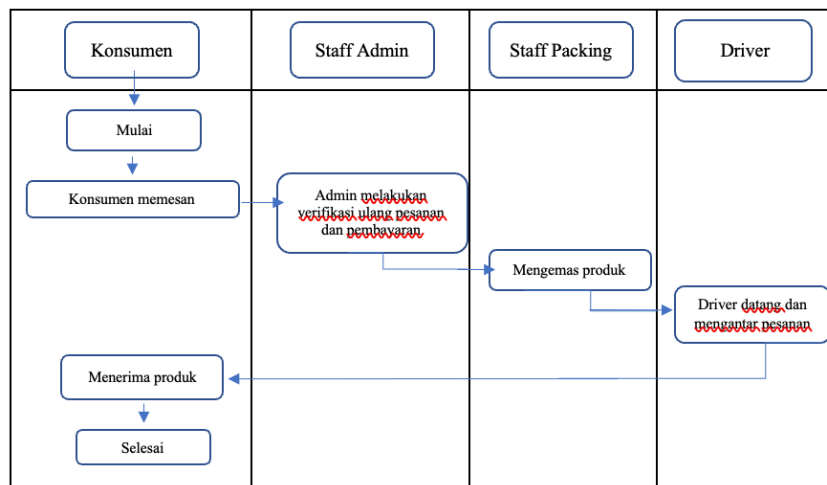 Konsumen
Staff Admin
Staff Packing
Driver
Mulai
Konsumen memesan
Admin melakukan
verifikasi ulang pesanan
dan pembayaran
Mengemas produk
Driver datang dan
mengantar pesanan
Menerima produk
Selesai